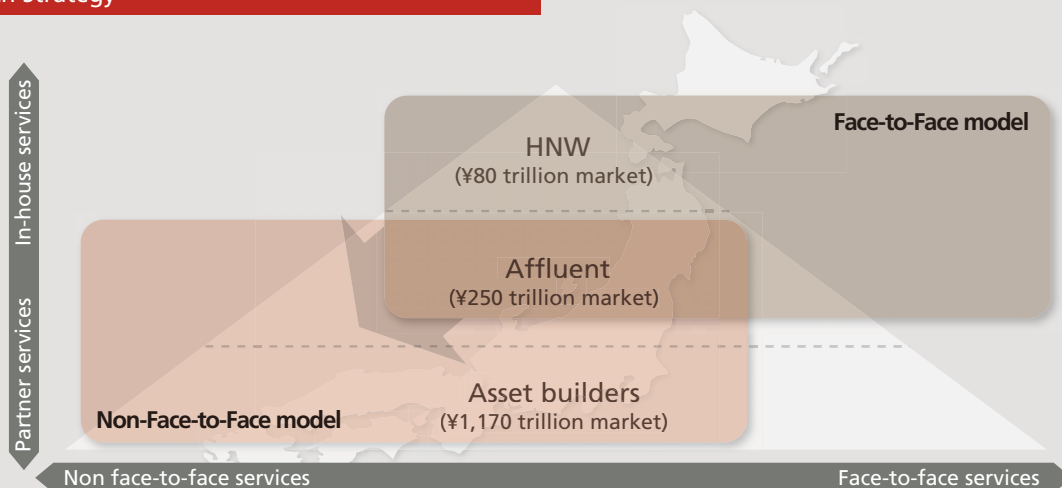 Strategy
In-house services
Partner services
Face-to-Face model
HNW
(¥80 trillion market)
Affluent
(¥250 trillion market)
Asset builders
(¥1,170 trillion market)
Non-Face-to-Face model
Non face-to-face services
Face-to-face services